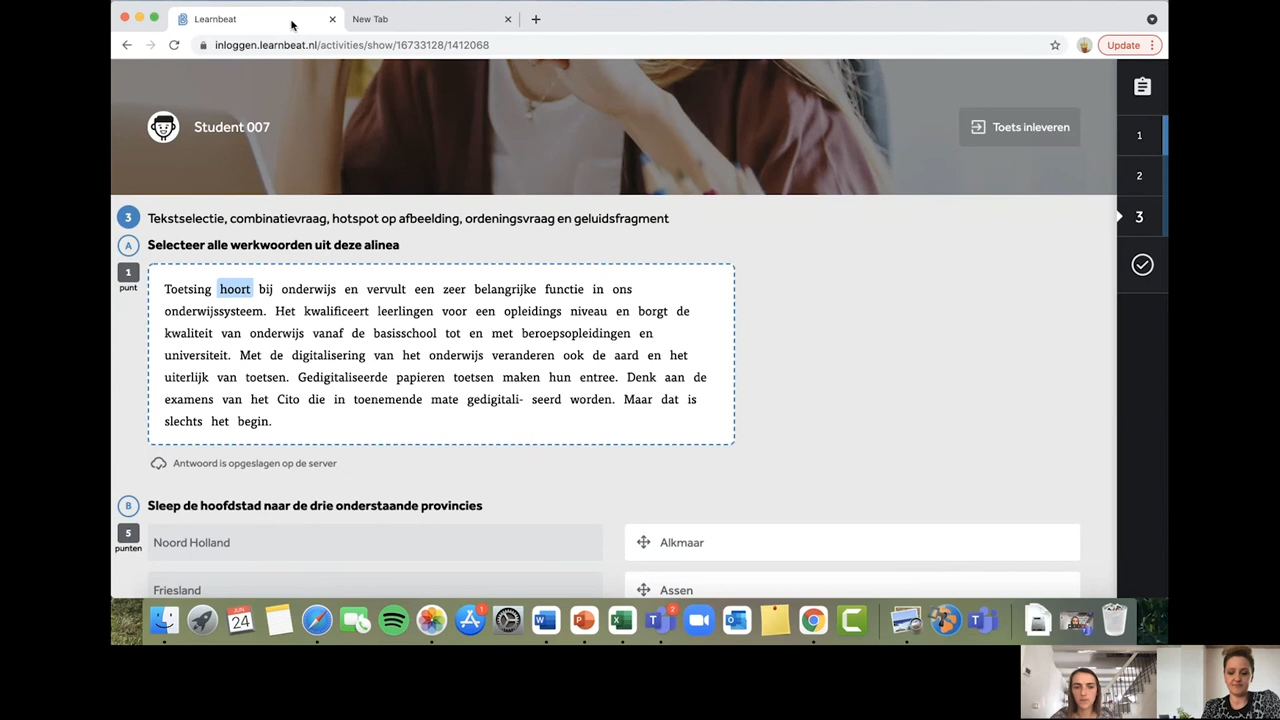 Learnbeat
New Tab
inloggen.learnbeat.nl/activities/show/16733128/1412068
Update
Student 007
Toets inleveren
1
2
3
3 Tekstselectie, combinatievraag, hotspot op afbeelding, ordeningsvraag en geluidsfragment
A Selecteer alle werkwoorden uit deze alinea
1
punt
Toetsing hoort bij onderwijs en vervult een zeer belangrijke functie in ons
onderwijssysteem. Het kwalificeert leerlingen voor een opleidings niveau en borgt de
kwaliteit van onderwijs vanaf de basisschool tot en met beroepsopleidingen en
universiteit. Met de digitalisering van het onderwijs veranderen ook de aard en het
uiterlijk van toetsen. Gedigitaliseerde papieren toetsen maken hun entree. Denk aan de
examens van het Cito die in toenemende mate gedigitali- seerd worden. Maar dat is
slechts het begin.
Antwoord is opgeslagen op de server
B Sleep de hoofdstad naar de drie onderstaande provincies
5
punten
Noord Holland
Alkmaar
Friesland
Assen
JUN
24
1
W
P
X
2
T